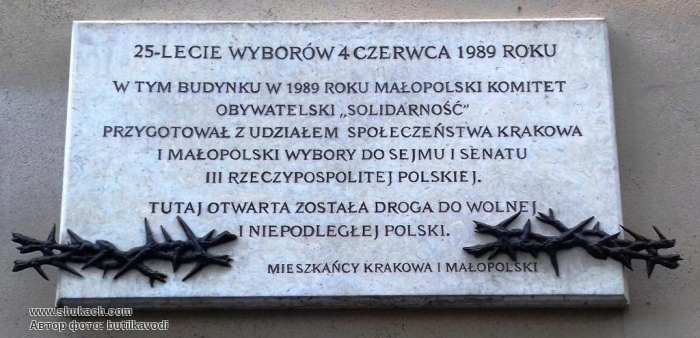 25-LECIE WYBORÓW 4 CZERWCA 1989 ROKU
W TYM BUDYNKU W 1989 ROKU MAŁOPOLSKI KOMITET
OBYWATELSKI „SOLIDARNOŚĆ”
PRZYGOTOWAŁ Z UDZIAŁEM SPOŁECZEŃSTWA KRAKOWA
I MAŁOPOLSKI WYBORY DO SEJMU I SENATU
III RZECZYPOSPOLITEJ POLSKIEJ.
TUTAJ OTWARTA ZOSTAŁA DROGA DO WOLNEJ
I NIEPODLEGŁEJ POLSKI.
MIESZKAŃCY KRAKOWA I MAŁOPOLSKI
www.shukach.com
Автор фото: butilkavodi